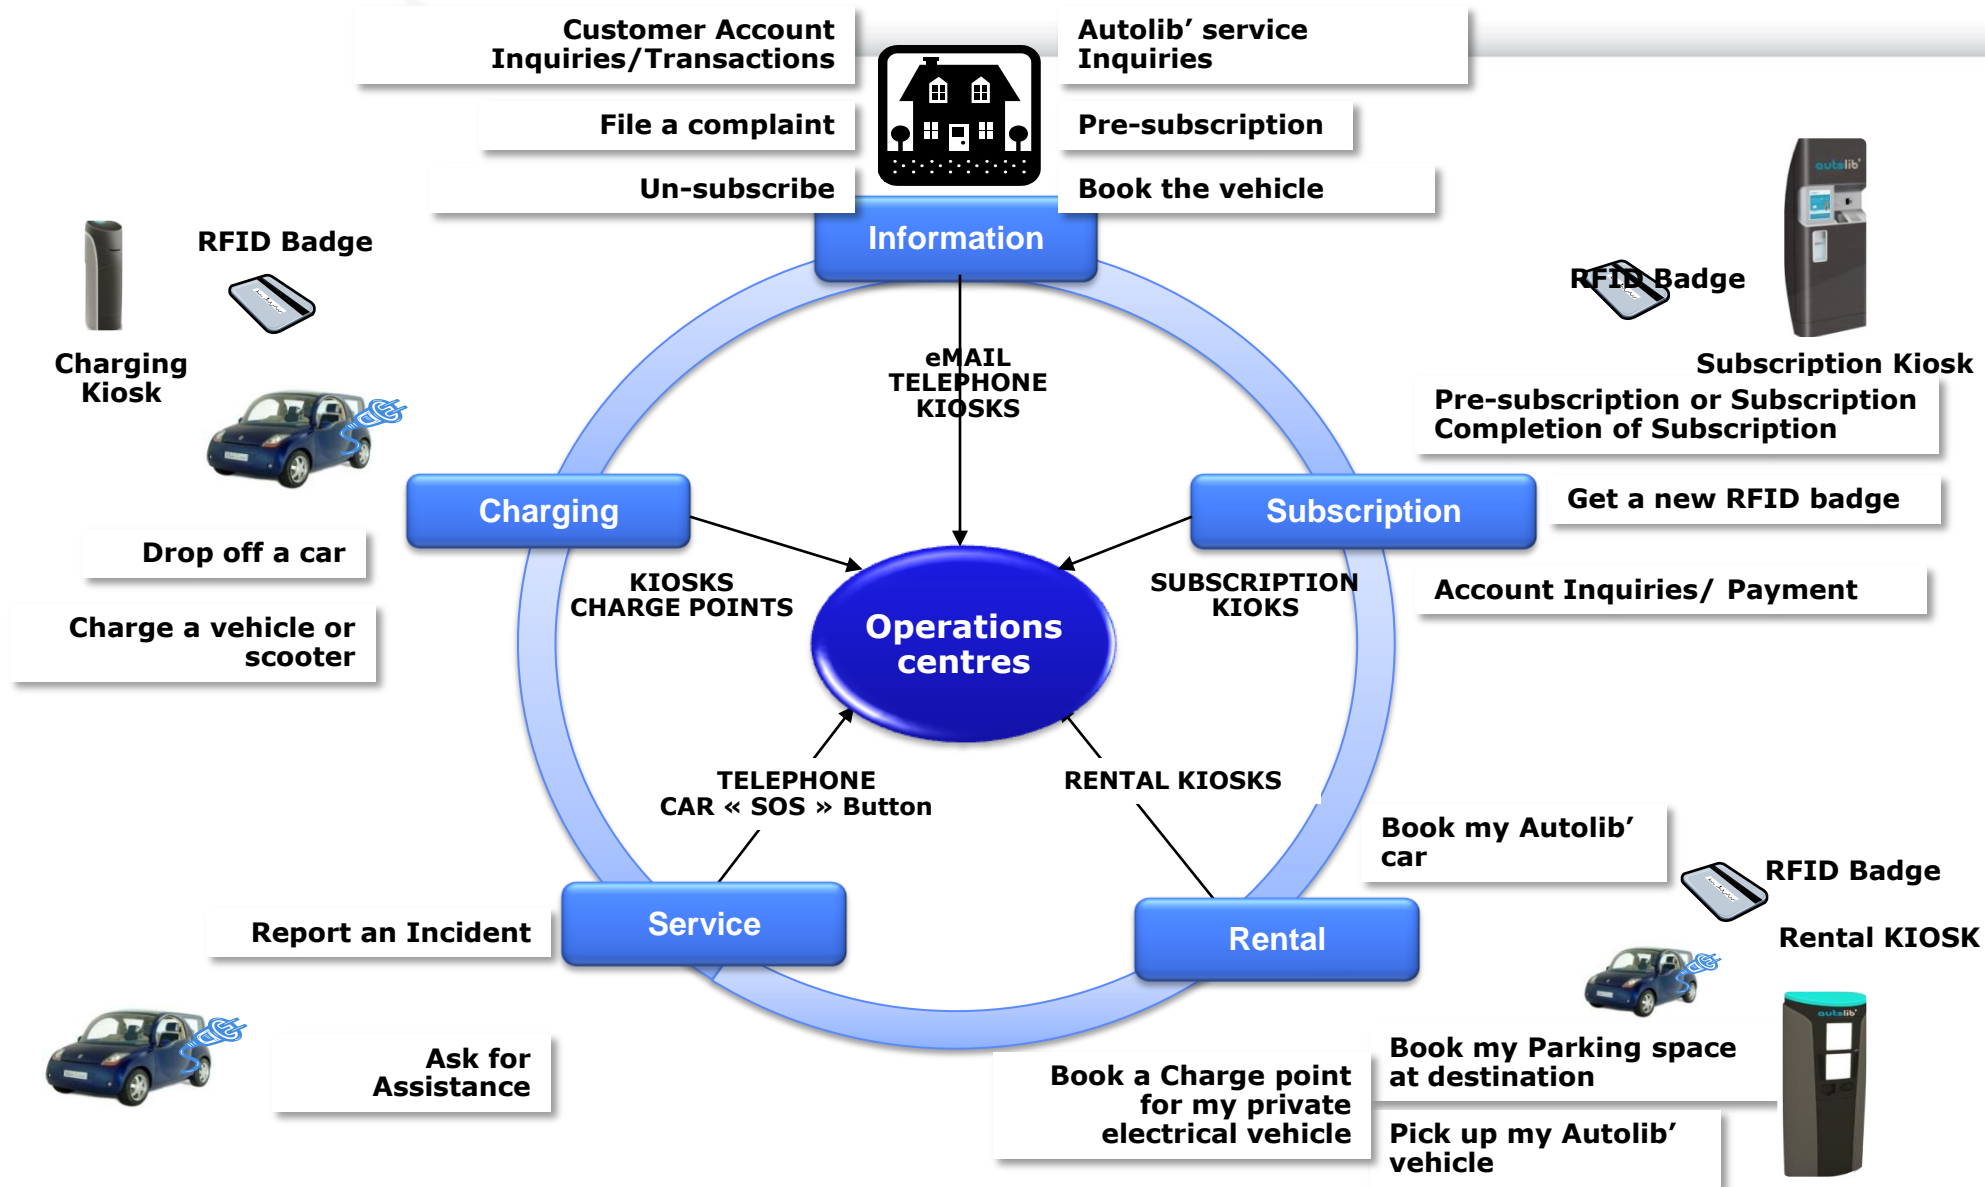 Customer Account
Inquiries/Transactions
Autolib’ service
Inquiries
File a complaint
Pre-subscription
Un-subscribe
Book the vehicle
Information
autolib'
RFID Badge
RFID Badge
Charging
Kiosk
Subscription Kiosk
eMAIL
TELEPHONE
KIOSKS
Pre-subscription or Subscription
Completion of Subscription
Charging
Subscription
Get a new RFID badge
Drop off a car
KIOSKS
CHARGE POINTS
SUBSCRIPTION
KIOKS
Account Inquiries/ Payment
Charge a vehicle or
scooter
Operations
centres
TELEPHONE
CAR « SOS » Button
RENTAL KIOSKS
Book my Autolib’
car
RFID Badge
Report an Incident
Service
Rental
Rental KIOSK
autolib'
Ask for
Assistance
Book a Charge point
for my private
electrical vehicle
Book my Parking space
at destination
Pick up my Autolib’
vehicle